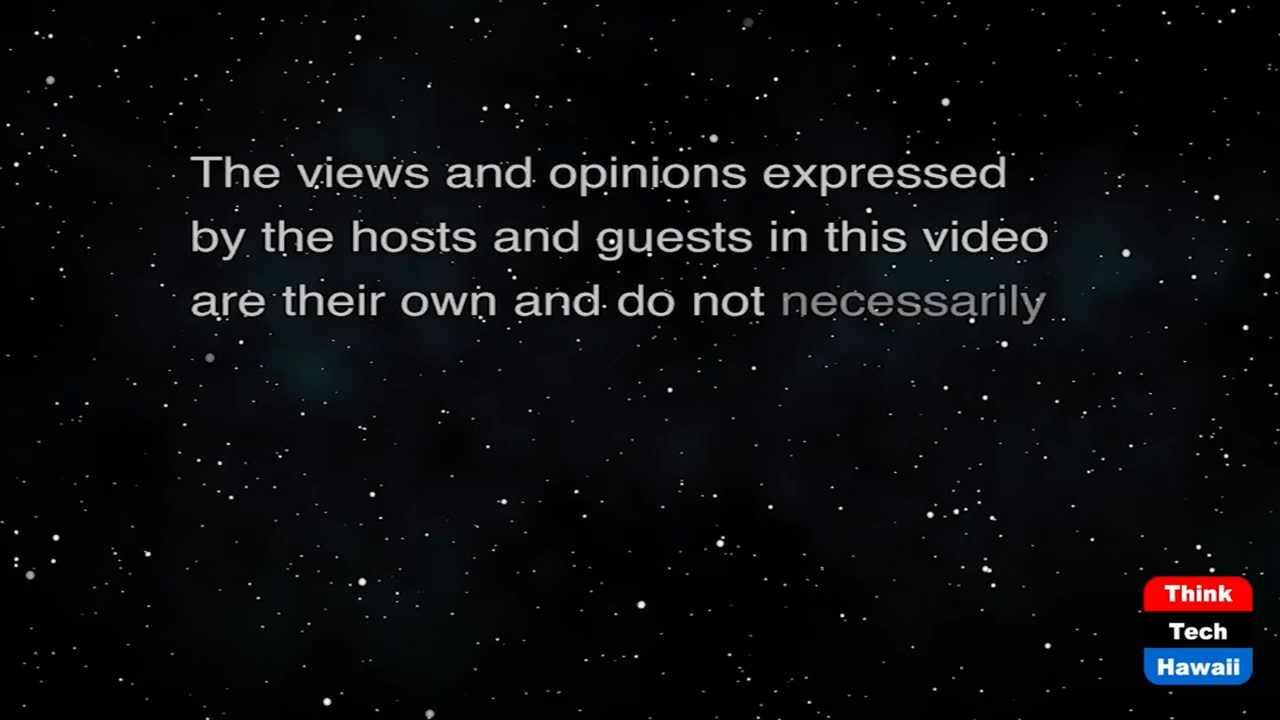 The views and opinions expressed
by the hosts and guests in this video
are their own and do not necessarily
Think
Tech
Hawaii